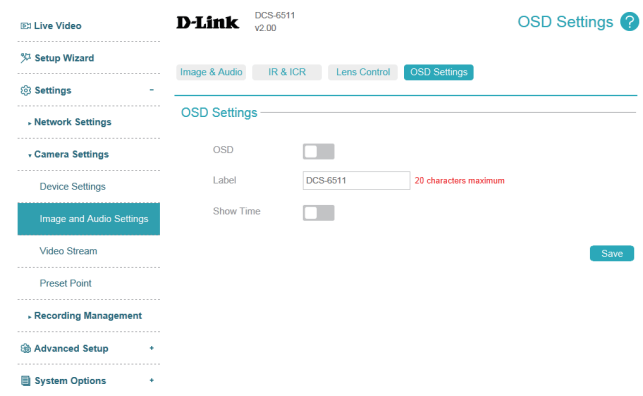 Live Video
Setup Wizard
Settings -
Network Settings
Camera Settings
Device Settings
Image and Audio Settings
Video Stream
Preset Point
Recording Management
Advanced Setup +
System Options +
D-Link
DCS-6511
v2.00
OSD Settings ?
Image & Audio
IR & ICR
Lens Control
OSD Settings
OSD Settings
OSD
Label DCS-6511 20 characters maximum
Show Time
Save